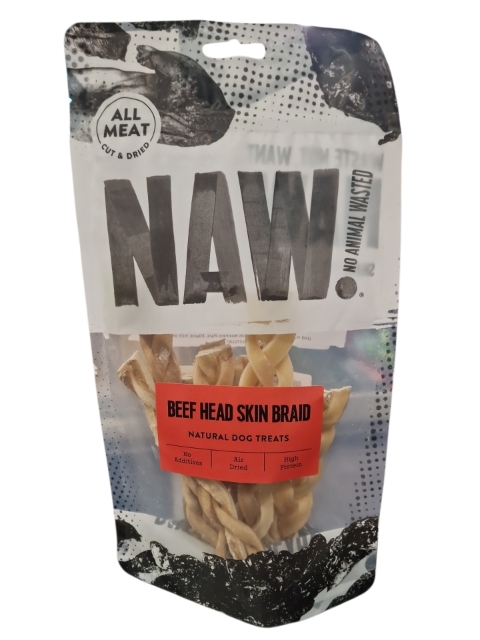 ALL
MEAT
CUT & DRIED
NAW.
NO ANIMAL WASTED
®
BEEF HEAD SKIN BRAID
NATURAL DOG TREATS
No
Additives
Air
Dried
High
Protein